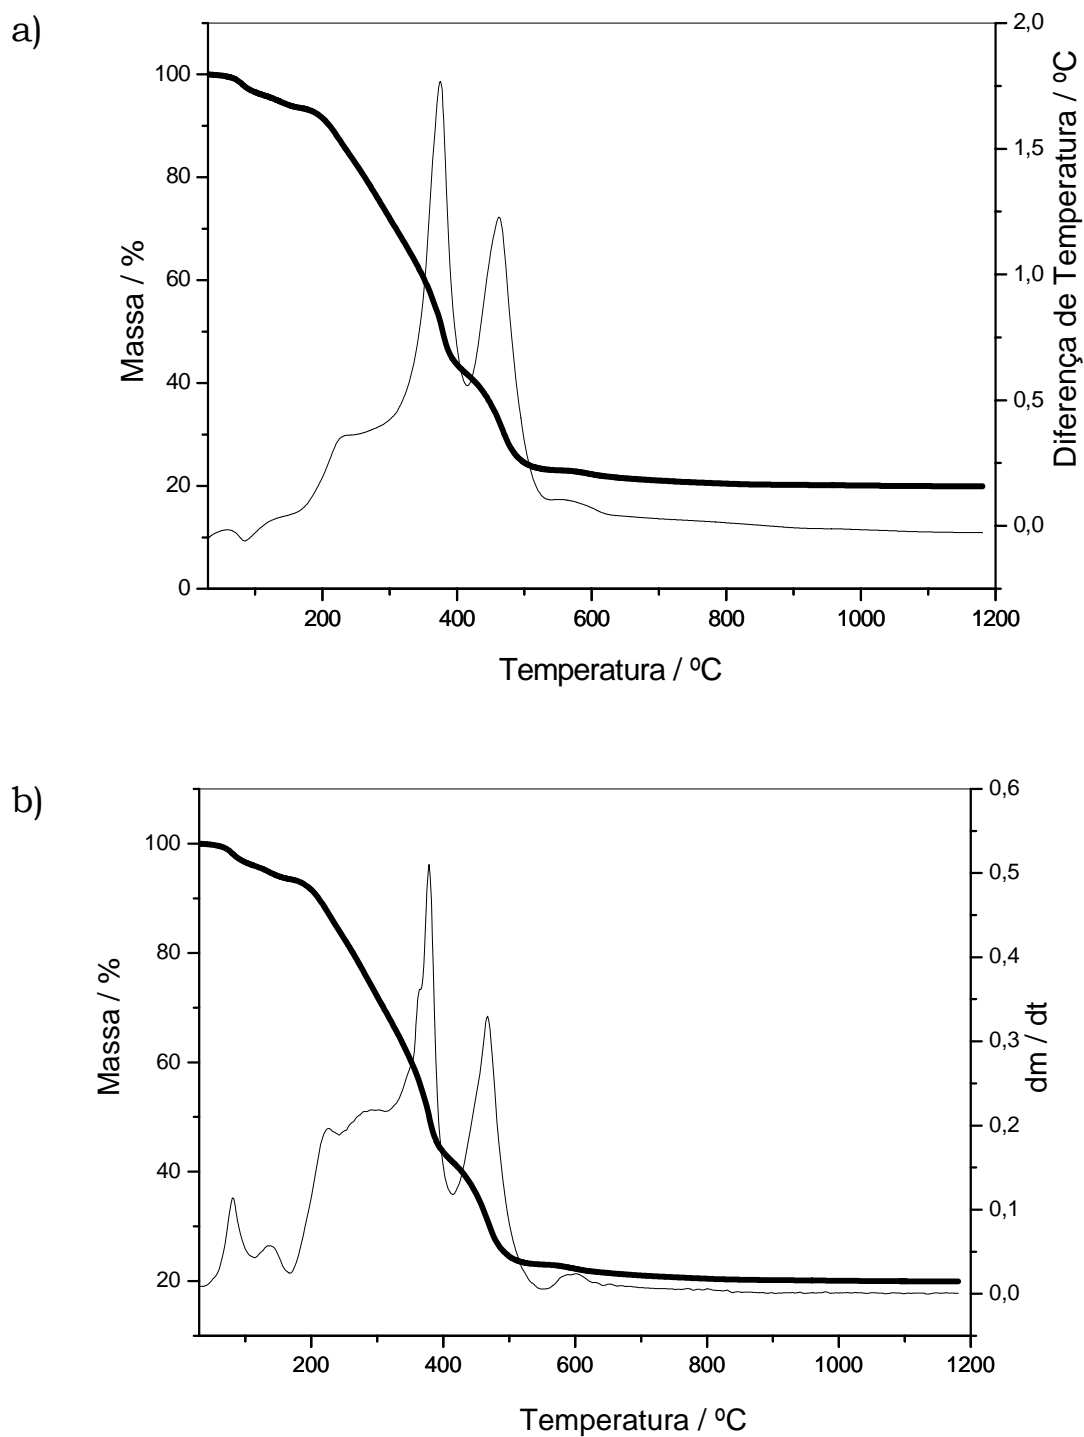 a)
2,0
100
1,5
80
1,0
60
40
0,5
20
0,0
0
200 400 600 800 1000 1200
Massa / %
Diferença de Temperatura / ºC
Temperatura / ºC
b)
0,6
100
0,5
80
0,4
0,3
60
0,2
40
0,1
20
0,0
200 400 600 800 1000 1200
Massa / %
dm / dt
Temperatura / ºC